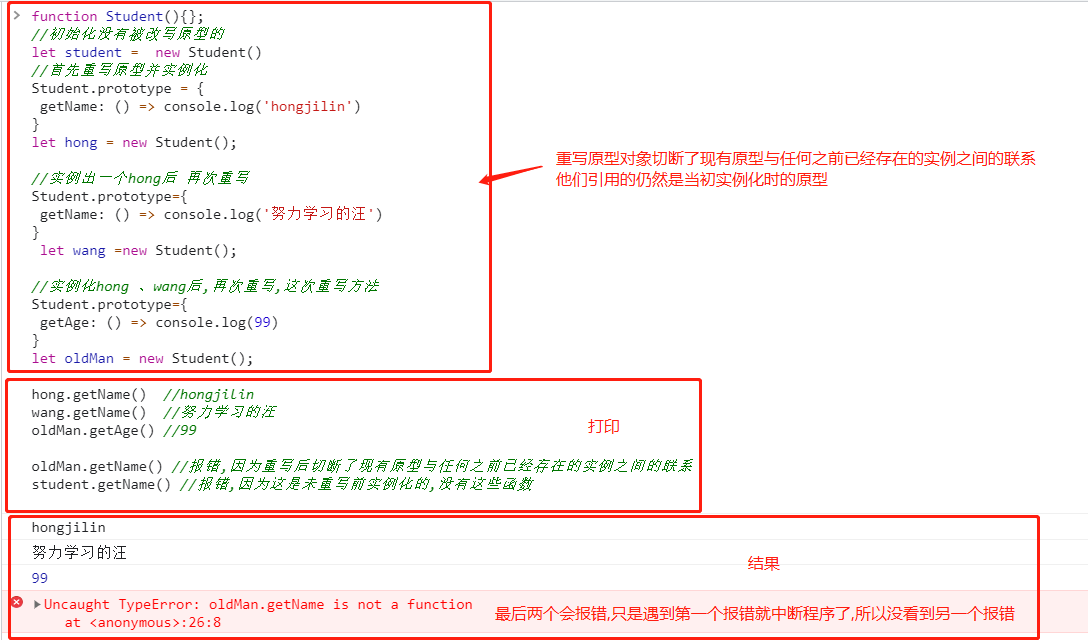 function Student(){};
//初始化没有被改写原型的
let student =  new Student()
//首先重写原型并实例化
Student.prototype = {
 getName: () => console.log('hongjilin')
}
let hong = new Student();
//实例出一个hong后 再次重写
Student.prototype={
 getName: () => console.log('努力学习的汪')
}
 let wang =new Student();
//实例化hong 、wang后,再次重写,这次重写方法
Student.prototype={
 getAge: () => console.log(99)
}
let oldMan = new Student();
重写原型对象切断了现有原型与任何之前已经存在的实例之间的联系
他们引用的仍然是当初实例化时的原型
hong.getName()  //hongjilin
wang.getName()  //努力学习的汪
oldMan.getAge() //99
打印
oldMan.getName() //报错,因为重写后切断了现有原型与任何之前已经存在的实例之间的联系
student.getName() //报错,因为这是未重写前实例化的,没有这些函数
hongjilin
努力学习的汪
99
结果
Uncaught TypeError: oldMan.getName is not a function
at <anonymous>:26:8
最后两个会报错,只是遇到第一个报错就中断程序了,所以没看到另一个报错